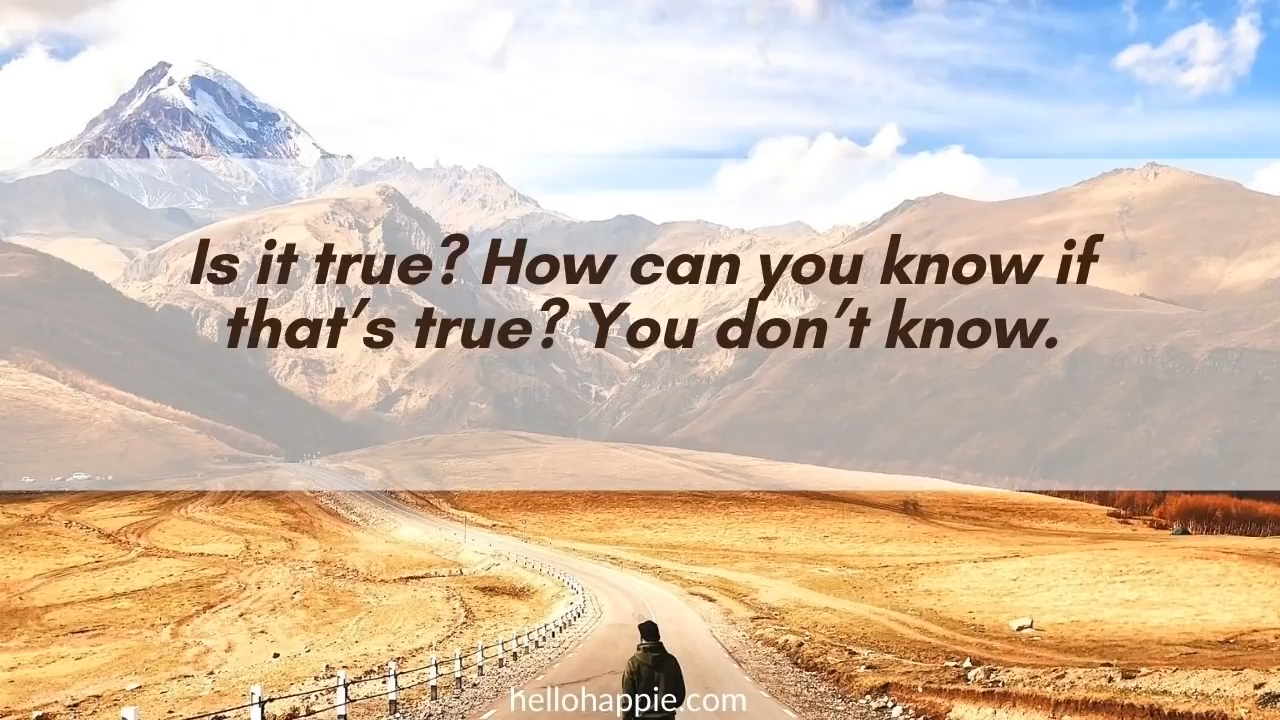 Is it true? How can you know if
that’s true? You don’t know.
hellohappie.com